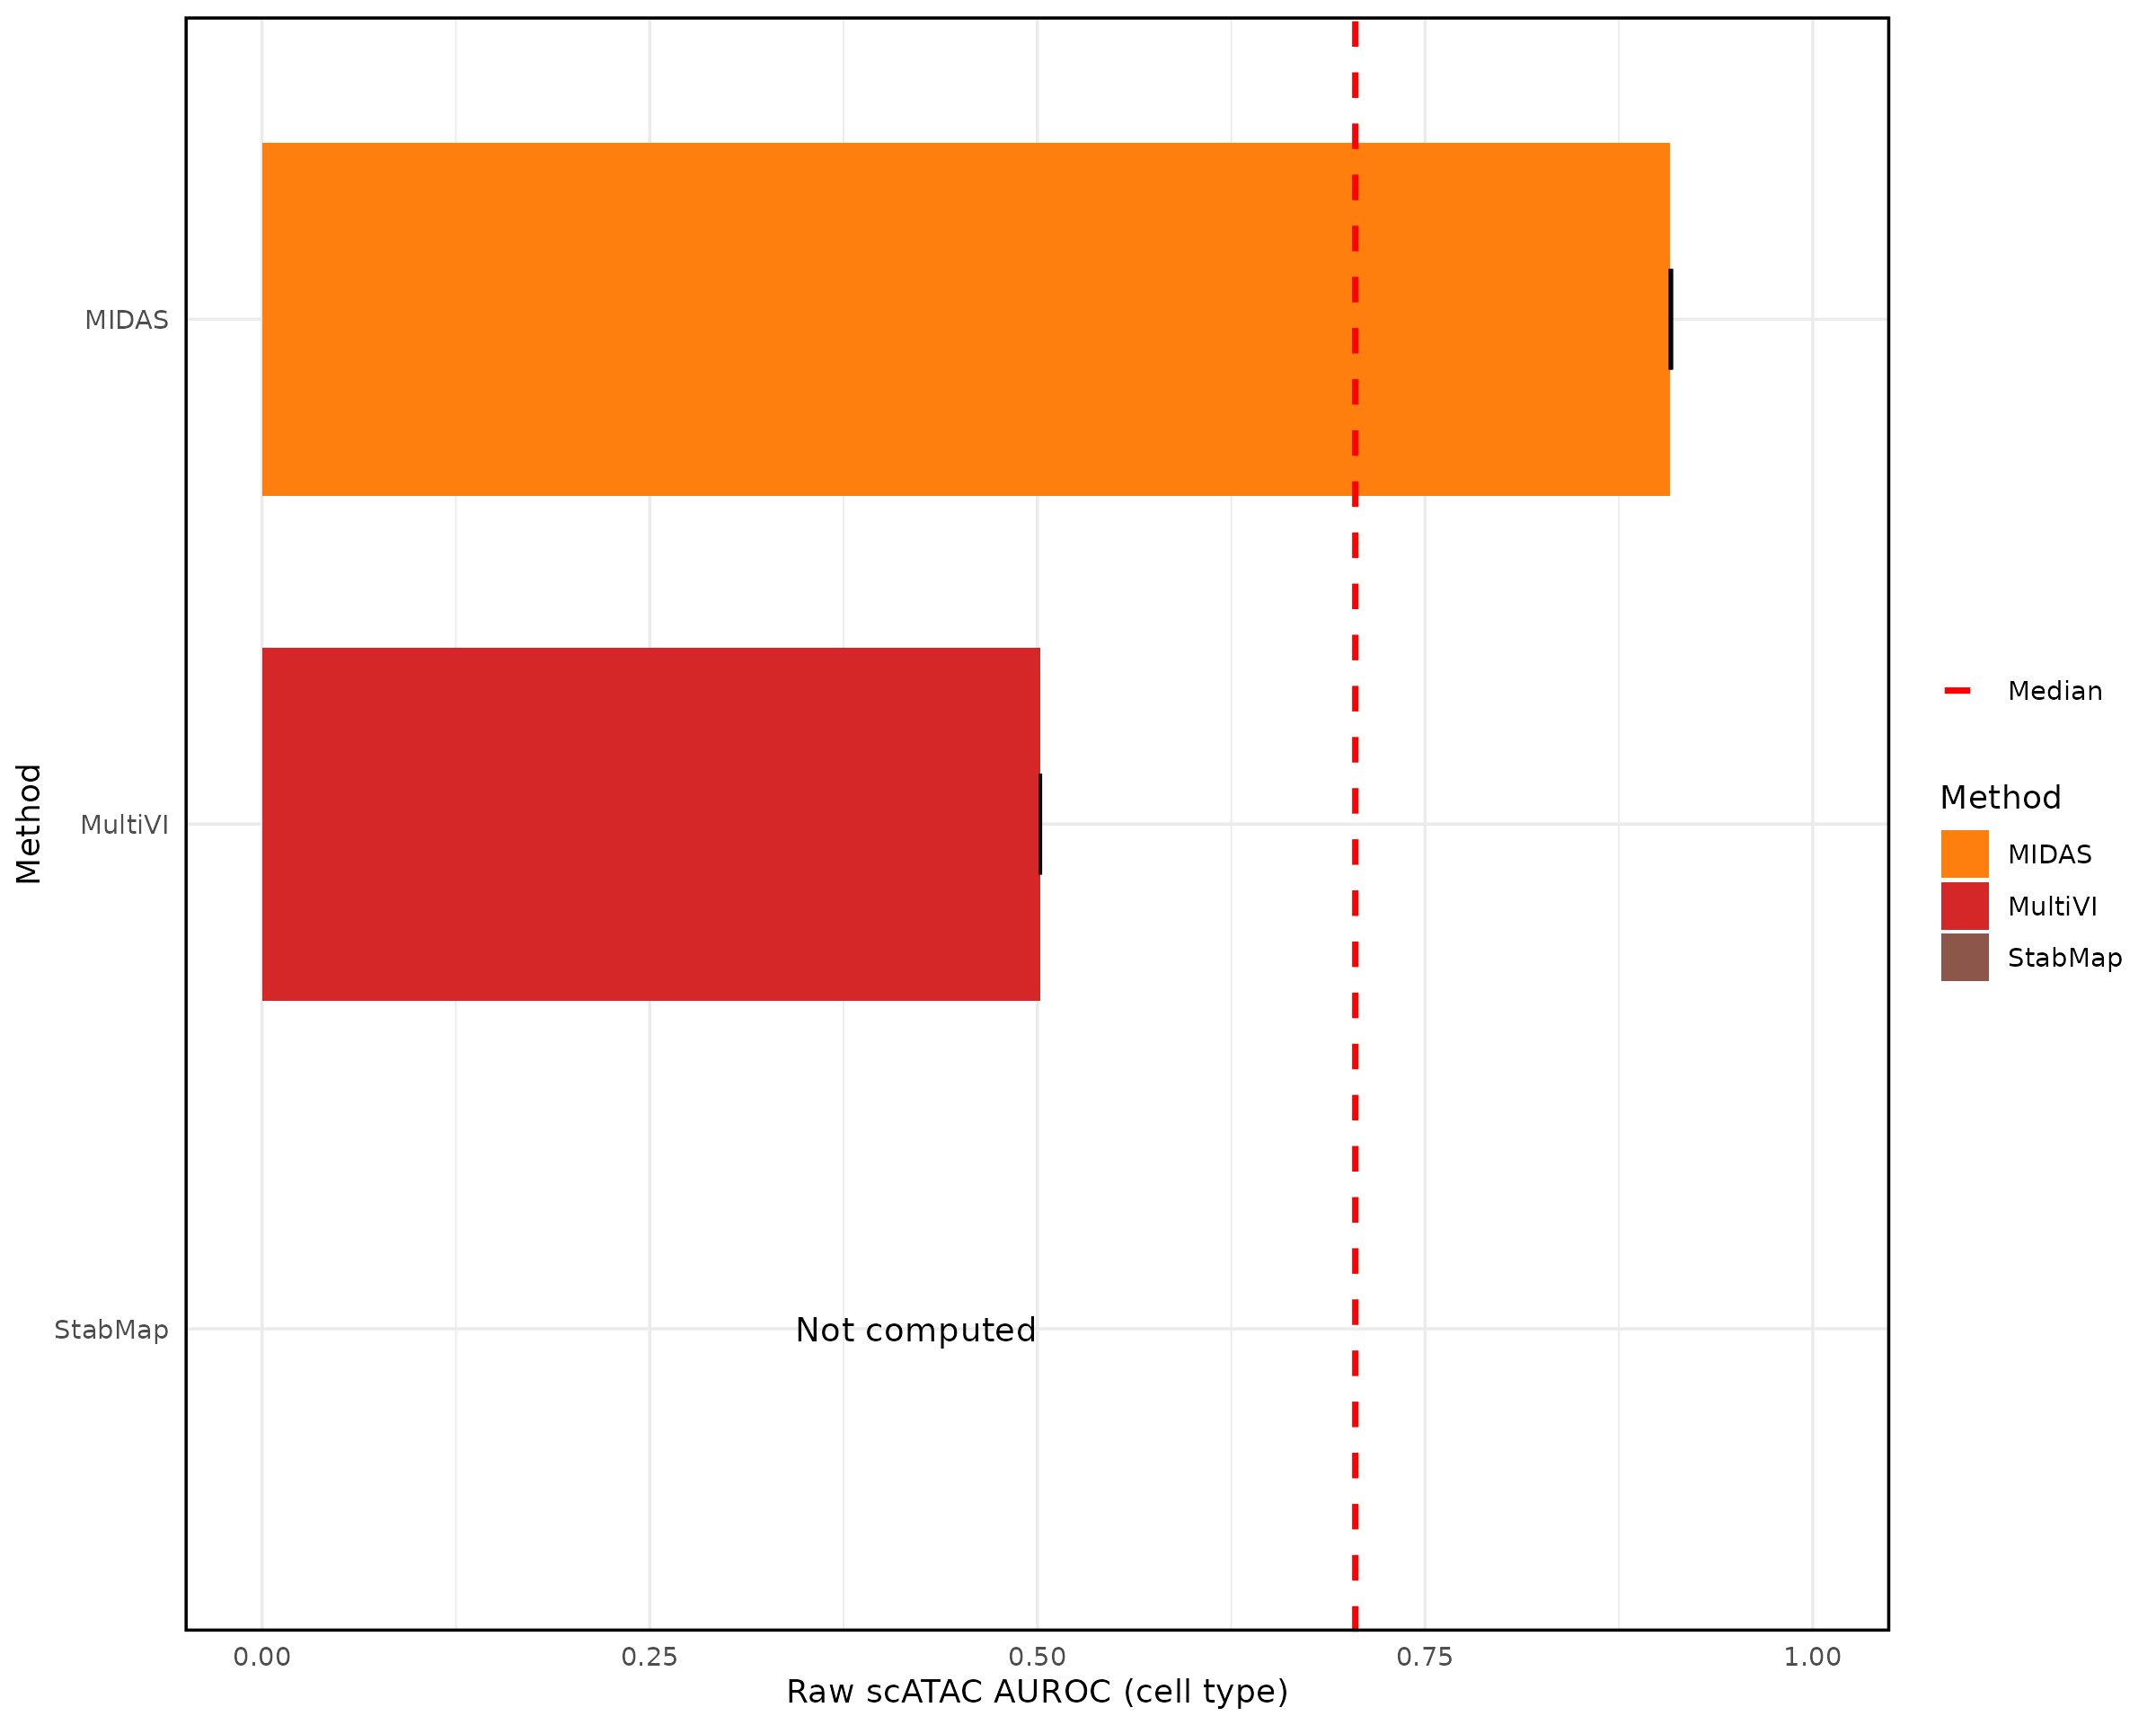 Method
MIDAS
MultiVI
StabMap
Not computed
0.00
0.25
0.50
0.75
1.00
Raw scATAC AUROC (cell type)
Median
Method
MIDAS
MultiVI
StabMap